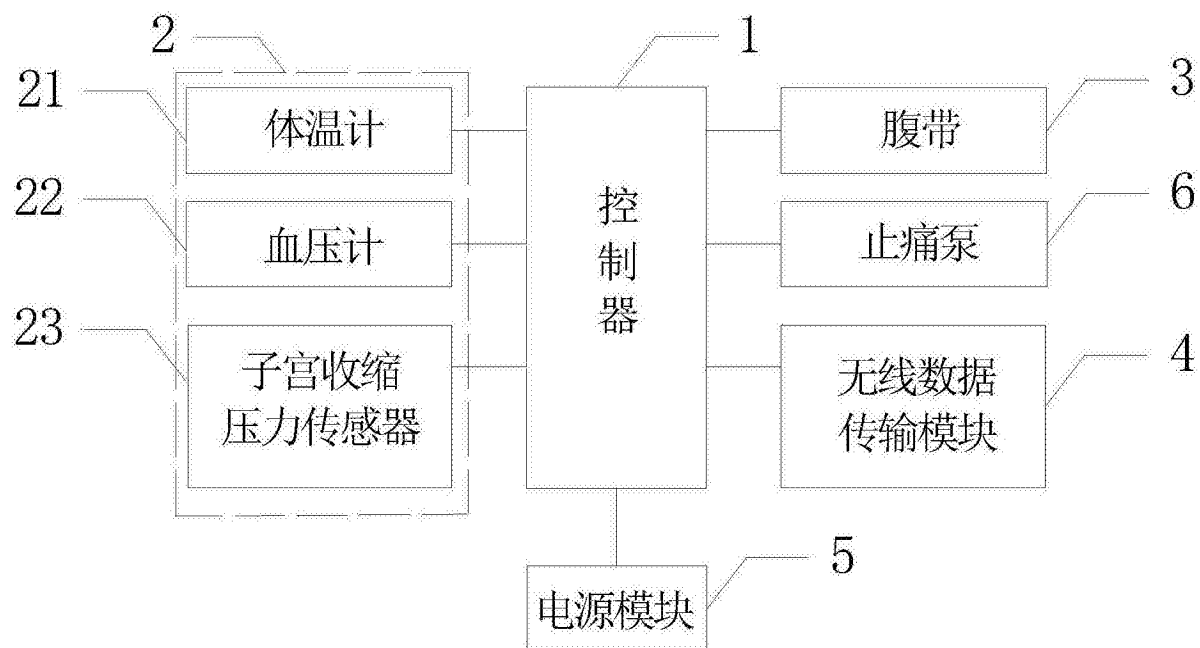 2
1
21
体温计
腹带
3
22
血压计
控制器
止痛泵
6
23
子宫收缩
压力传感器
无线数据
传输模块
4
电源模块
5